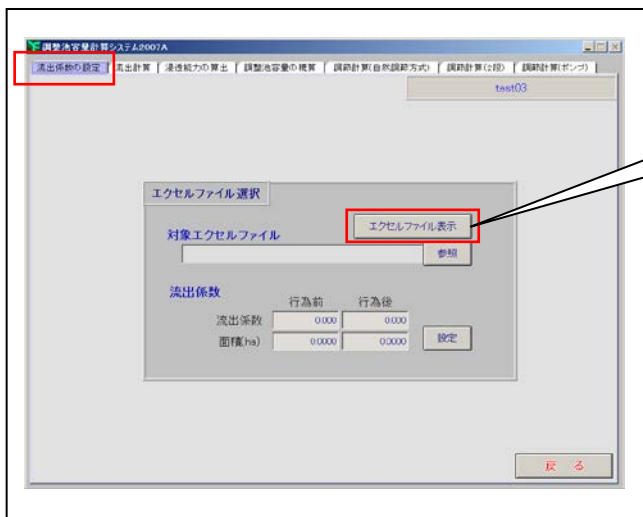 調整池容量計算システム2007A
流出係数の設定
流出計算
浸透能力の算出
調整池容量の概算
調節計算(自然調節方式)
調節計算(2段)
調節計算(ポンプ)
test03
エクセルファイル選択
エクセルファイル表示
対象エクセルファイル
参照
流出係数
行為前 行為後
流出係数 0.000 0.000
面積(ha) 0.0000 0.0000 設定
戻 る